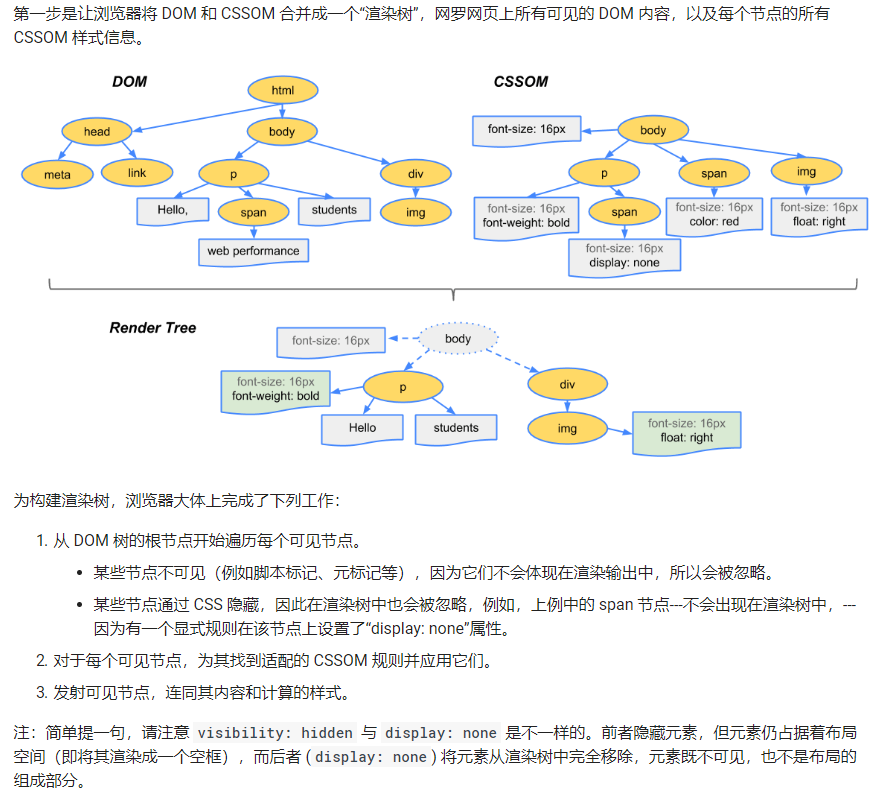 第一步是让浏览器将 DOM 和 CSSOM 合并成一个“渲染树”，网罗网页上所有可见的 DOM 内容，以及每个节点的所有
CSSOM 样式信息。
DOM
html
head
body
meta
link
p
div
Hello,
span
students
img
web performance
CSSOM
font-size: 16px
body
p
span
img
font-size: 16px
font-weight: bold
span
font-size: 16px
color: red
font-size: 16px
float: right
font-size: 16px
display: none
Render Tree
font-size: 16px
body
font-size: 16px
font-weight: bold
p
div
Hello
students
img
font-size: 16px
float: right
为构建渲染树，浏览器大体上完成了下列工作：
1. 从 DOM 树的根节点开始遍历每个可见节点。
• 某些节点不可见（例如脚本标记、元标记等），因为它们不会体现在渲染输出中，所以会被忽略。
• 某些节点通过 CSS 隐藏，因此在渲染树中也会被忽略，例如，上例中的 span 节点---不会出现在渲染树中，---
因为有一个显式规则在该节点上设置了“display: none”属性。
2. 对于每个可见节点，为其找到适配的 CSSOM 规则并应用它们。
3. 发射可见节点，连同其内容和计算的样式。
注：简单提一句，请注意 visibility: hidden 与 display: none 是不一样的。前者隐藏元素，但元素仍占据着布局
空间（即将其渲染成一个空框），而后者 (display: none) 将元素从渲染树中完全移除，元素既不可见，也不是布局的
组成部分。